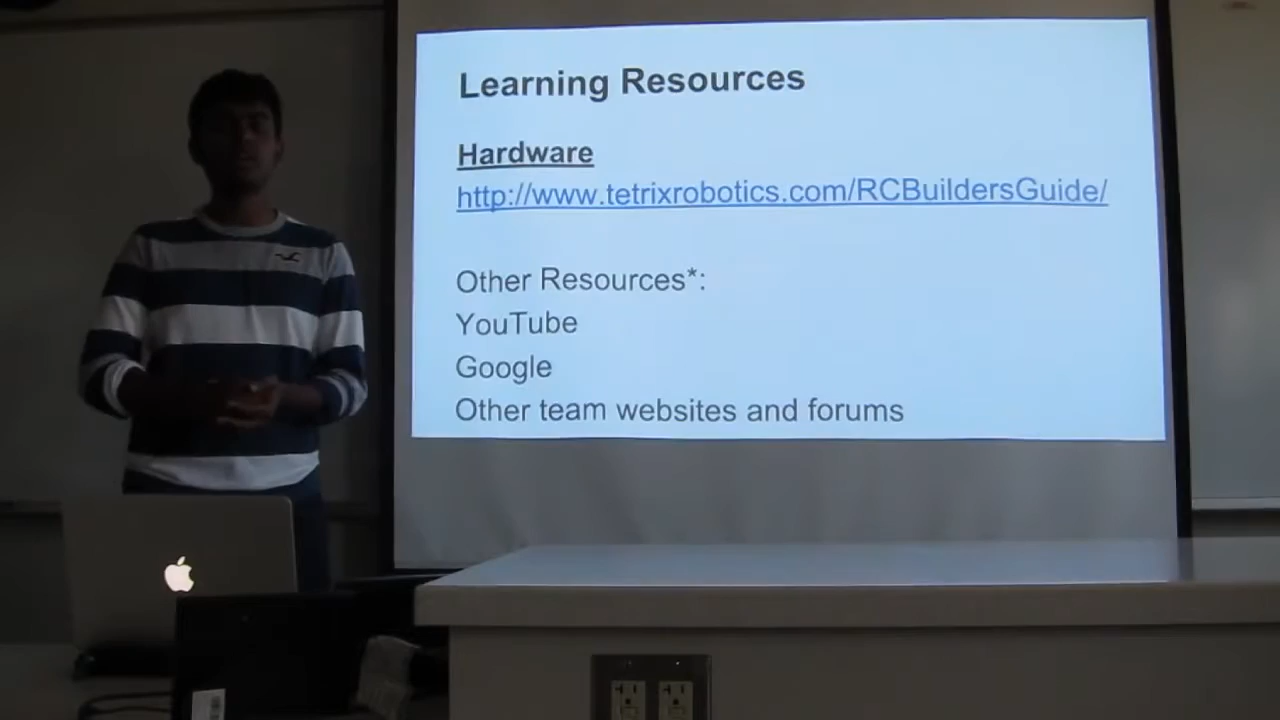 Learning Resources
Hardware
http://www.tetrixrobotics.com/RCBuildersGuide/
Other Resources*:
YouTube
Google
Other team websites and forums